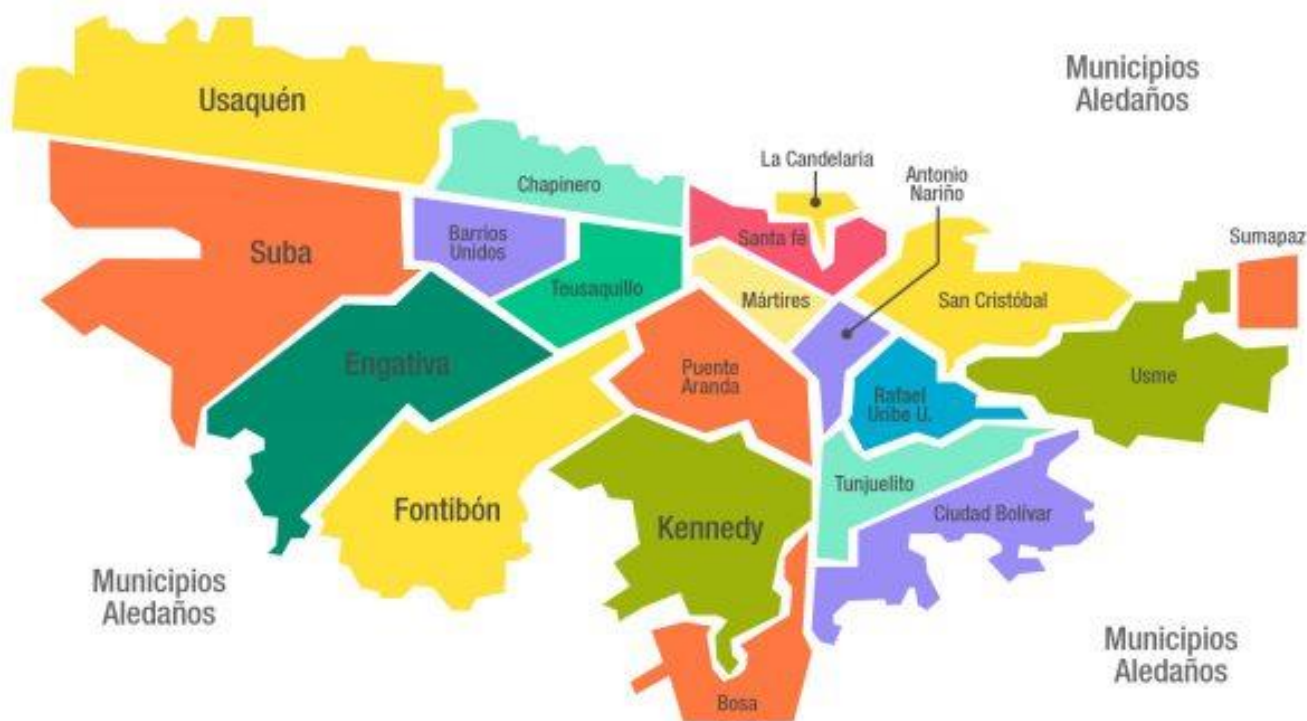 Municipios
Aledaños
Usaquén
La Candelaria
Antonio
Nariño
Chapinero
Barrios
Unidos
Santa fé
Sumapaz
Suba
Teusaquillo
Mártires
San Cristóbal
Engativa
Puente
Aranda
Rafael
Uribe U.
Usme
Fontibón
Kennedy
Tunjuelito
Ciudad Bolívar
Municipios
Aledaños
Municipios
Aledaños
Bosa